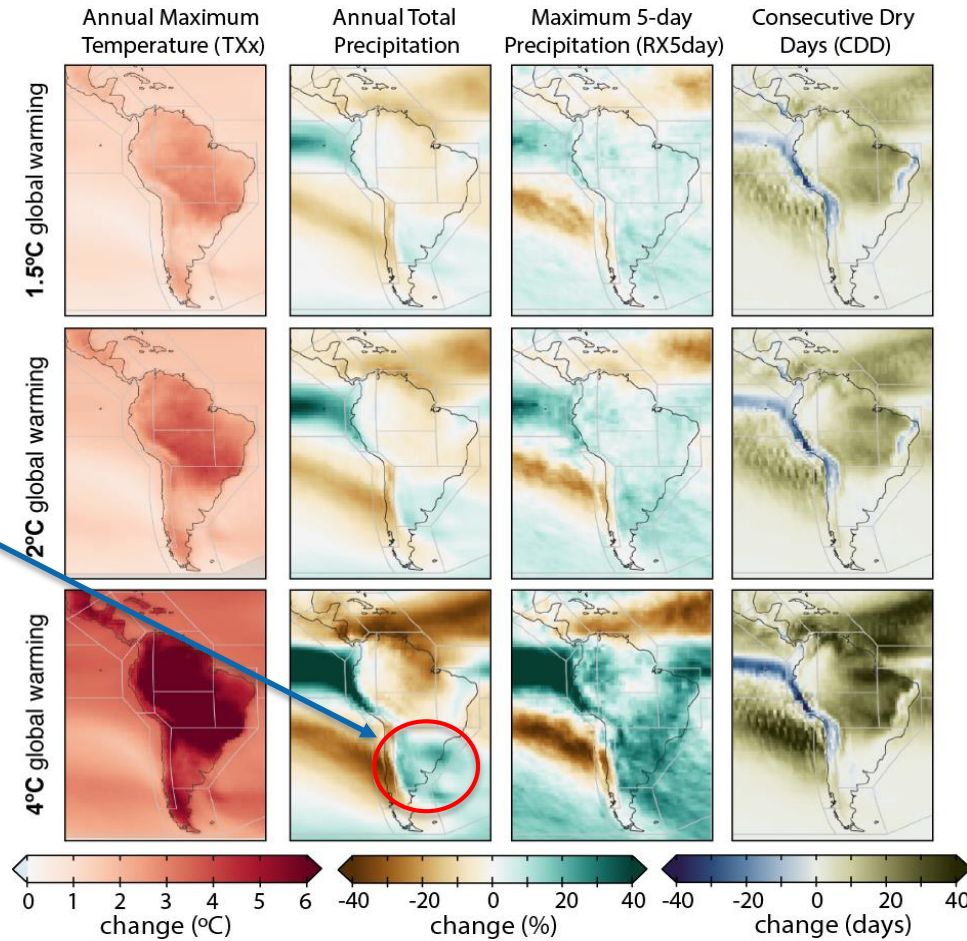 Annual Maximum
Temperature (TXx)
Annual Total
Precipitation
Maximum 5-day
Precipitation (RX5day)
Consecutive Dry
Days (CDD)
1.5ºC global warming
2ºC global warming
4ºC global warming
0 1 2 3 4 5 6
change (ºC)
-40 -20 0 20 40
change (%)
-40 -20 0 20 40
change (days)